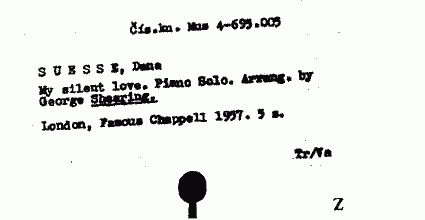 Čís.kn. Mus 4-695.005
S U E S S E, Dana
My silent love. Piano Solo. Arrang. by
George Shearing.
London, Famous Chappell 1957. 5 s.
Tr/Va
Z